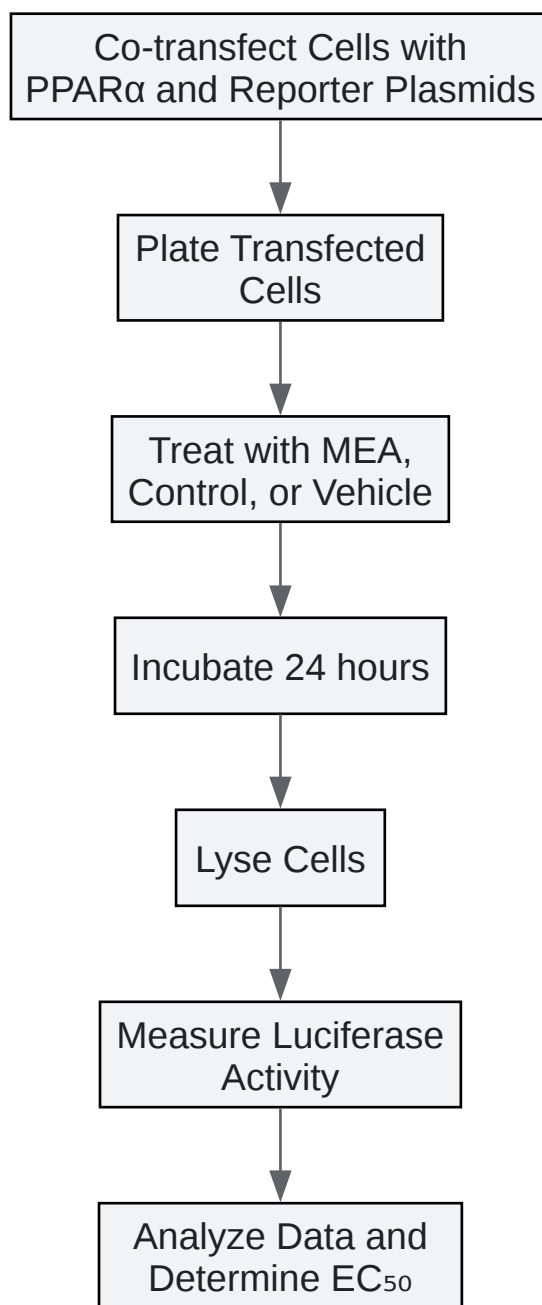 Co-transfect Cells with
PPARα and Reporter Plasmids
Plate Transfected
Cells
Treat with MEA,
Control, or Vehicle
Incubate 24 hours
Lyse Cells
Measure Luciferase
Activity
Analyze Data and
Determine EC₅₀